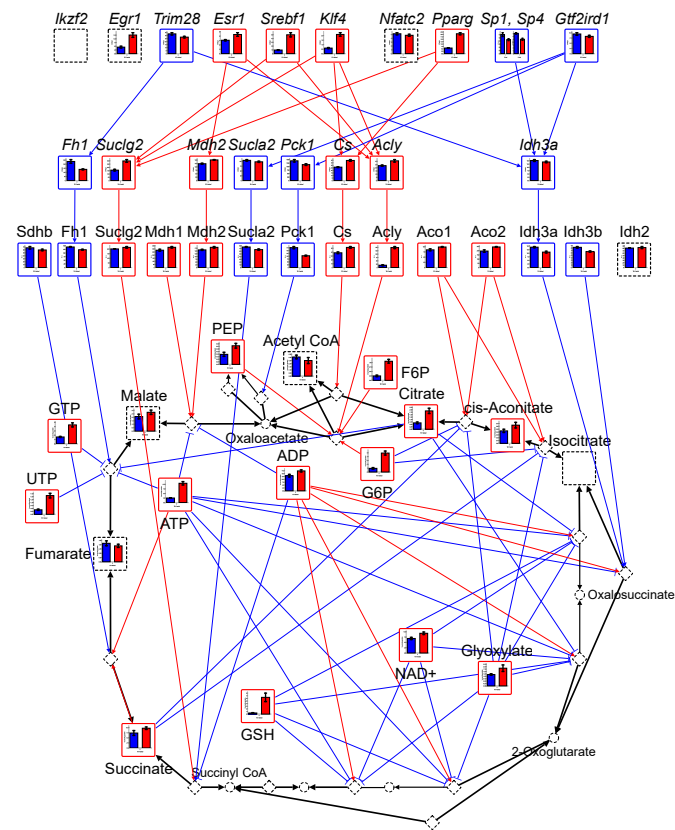 Ikzf2 Egr1 Trim28 Esr1 Srebf1 Klf4 Nfatc2 Pparg Sp1, Sp4 Gtf2ird1
Fh1 Suclg2 Mdh2 Sucla2 Pck1 Cs Acly Idh3a
Sdhb Fh1 Suclg2 Mdh1 Mdh2 Sucla2 Pck1 Cs Acly Aco1 Aco2 Idh3a Idh3b Idh2
PEP Acetyl CoA
F6P
GTP Malate Citrate cis-Aconitate
Oxaloacetate Isocitrate
UTP ADP G6P
ATP
Fumarate
Oxalosuccinate
Glyoxylate
NAD+
GSH
2-Oxoglutarate
Succinate Succinyl CoA